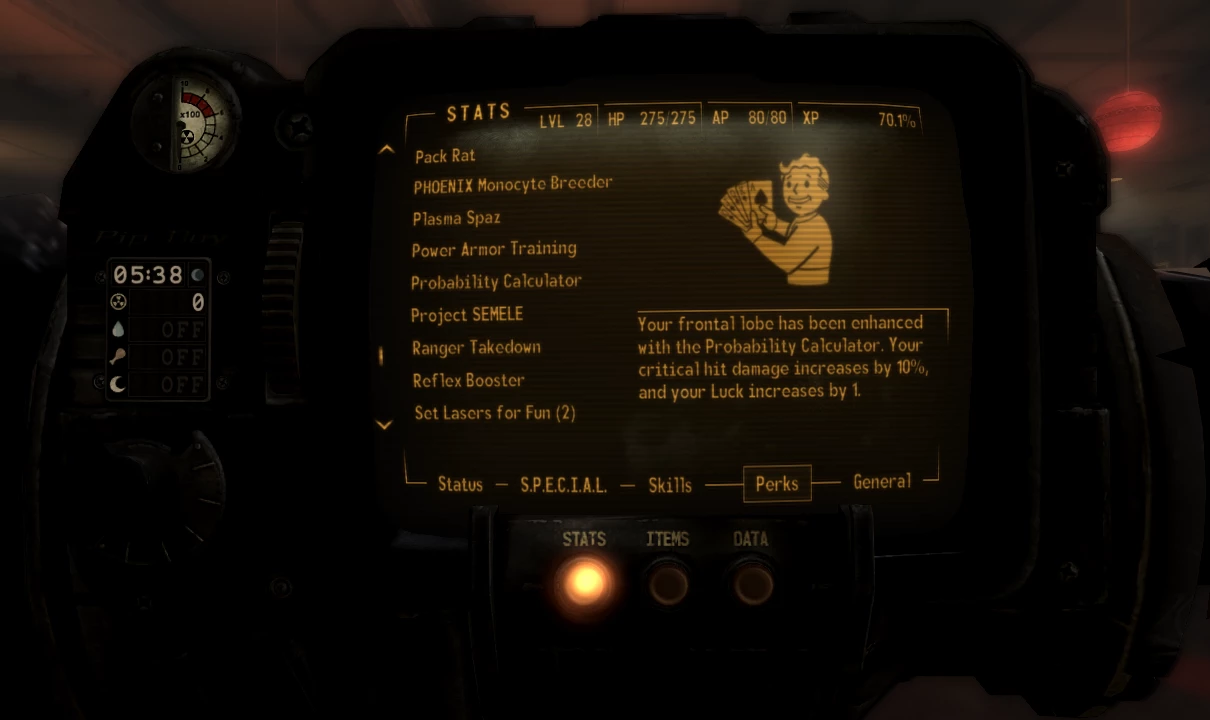 STATS LVL 28 HP 275/275 AP 80/80 XP 70.1%
Pack Rat
PHOENIX Monocyte Breeder
Plasma Spaz
Power Armor Training
Probability Calculator
Project SEMELE
Ranger Takedown
Reflex Booster
Set Lasers for Fun (2)
Your frontal lobe has been enhanced
with the Probability Calculator. Your
critical hit damage increases by 10%,
and your Luck increases by 1.
Status S.P.E.C.I.A.L. Skills Perks General
STATS ITEMS DATA
x100
Pip-Boy
05:38
0
OFF
OFF
OFF